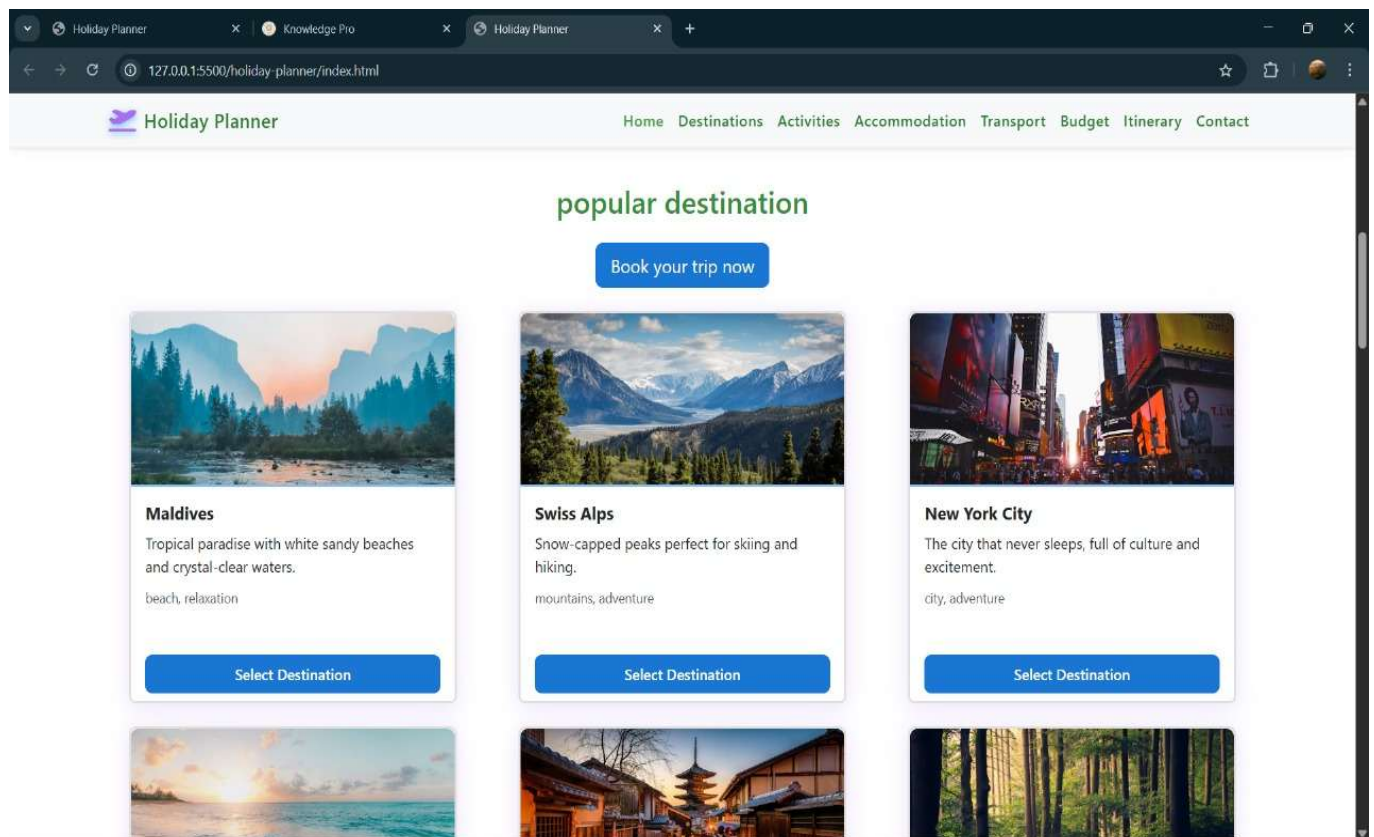 Holiday Planner
Knowledge Pro
Holiday Planner
127.0.0.1:5500/holiday-planner/index.html
Holiday Planner
Home Destinations Activities Accommodation Transport Budget Itinerary Contact
popular destination
Book your trip now
Maldives
Tropical paradise with white sandy beaches
and crystal-clear waters.
beach, relaxation
Select Destination
Swiss Alps
Snow-capped peaks perfect for skiing and
hiking.
mountains, adventure
Select Destination
New York City
The city that never sleeps, full of culture and
excitement.
city, adventure
Select Destination